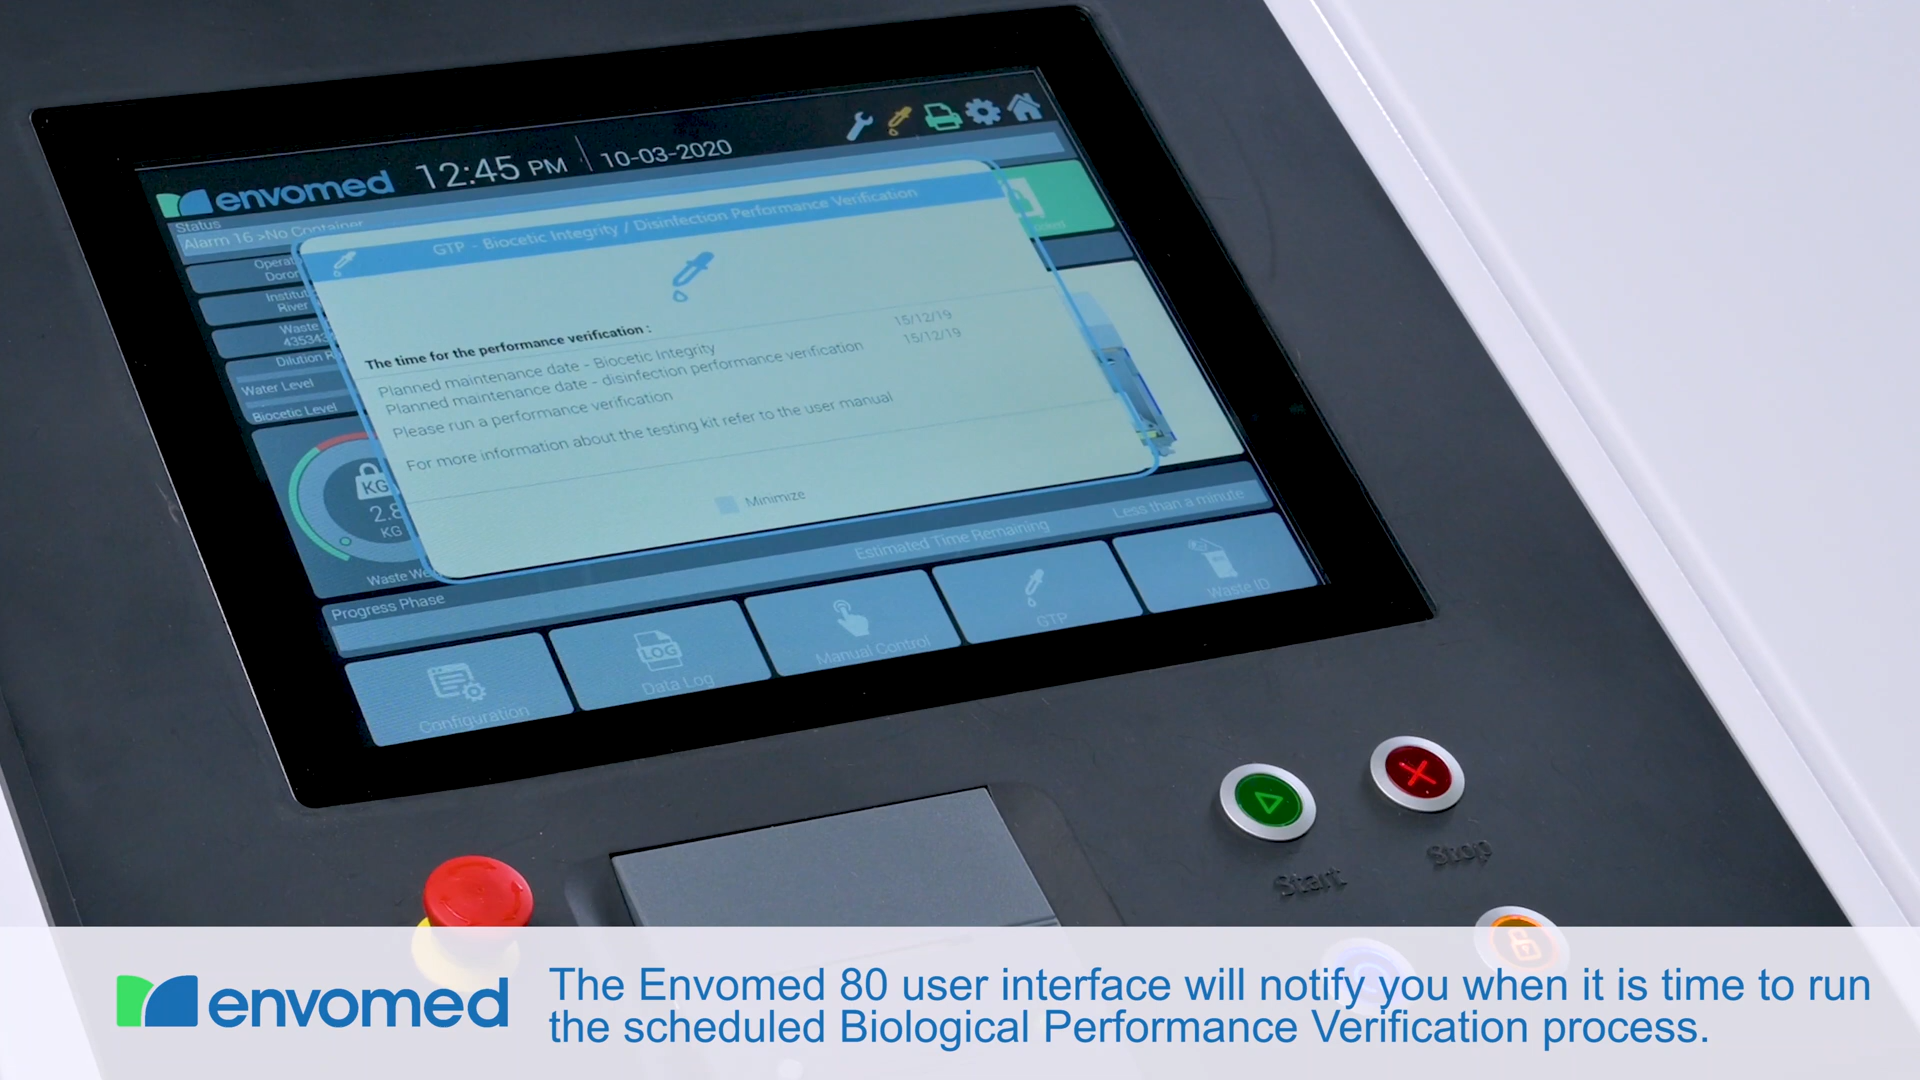 envomed 12:45 PM 10-03-2020
Status
Alarm 16 >No Container
GTP - Biocetic Integrity / Disinfection Performance Verification
Waste
Dilution
Water Level
Biocetic Level
The time for the performance verification :
Planned maintenance date - Biocetic Integrity 15/12/19
Planned maintenance date - disinfection performance verification 15/12/19
Please run a performance verification
For more information about the testing kit refer to the user manual
Minimize
KG
KG
Waste
Estimated Time Remaining Less than a minute
Progress Phase
Configuration
LOG
Data Log
Manual Control
GTP
Waste ID
Start
Stop
envomed
The Envomed 80 user interface will notify you when it is time to run
the scheduled Biological Performance Verification process.